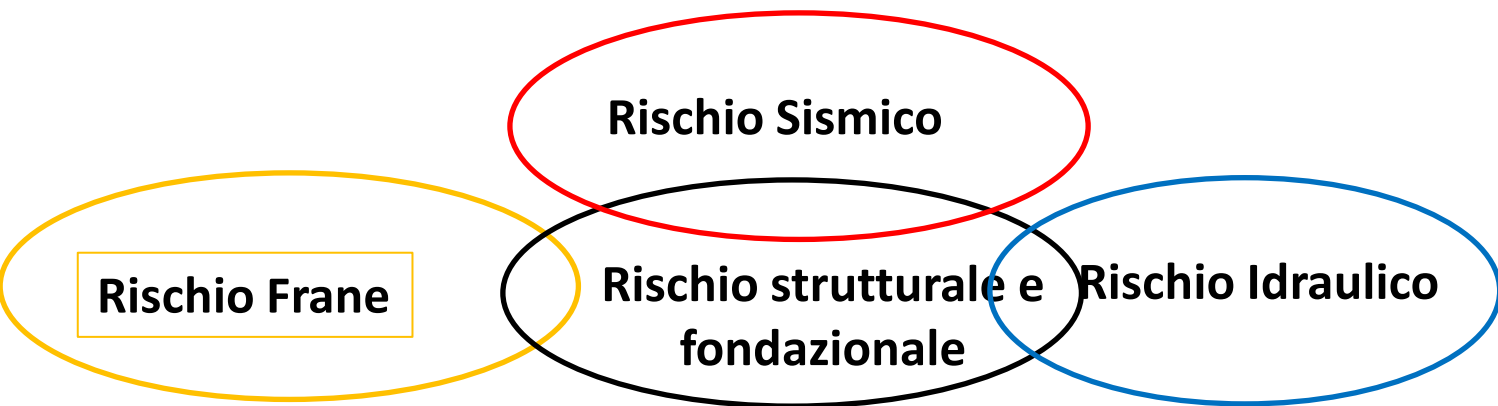 Rischio Sismico
Rischio Frane
Rischio strutturale e
fondazionale
Rischio Idraulico